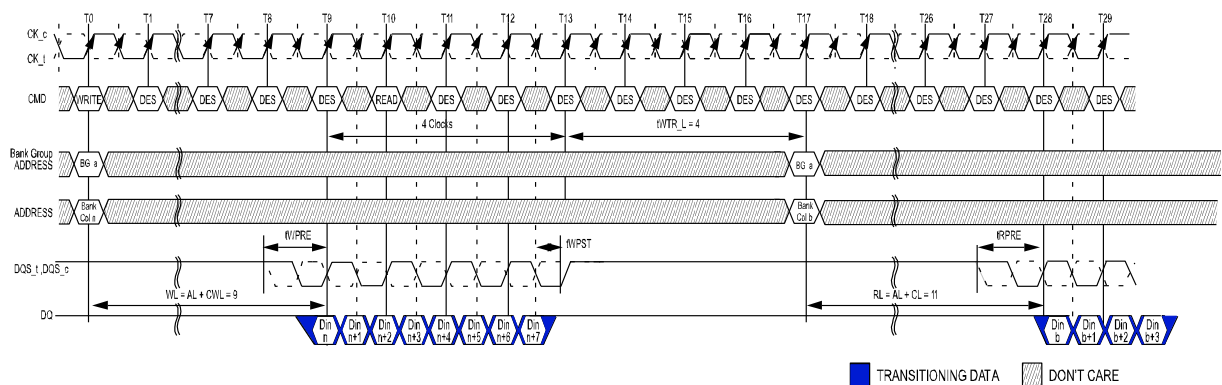 T0 T1 T7 T8 T9 T10 T11 T12 T13 T14 T15 T16 T17 T18 T26 T27 T28 T29
CK_c
CK_t
CMD WRITE DES DES DES DES READ DES DES DES DES DES DES DES DES DES DES DES DES
4 Clocks tWTR_L = 4
Bank Group
ADDRESS BG a BG a
ADDRESS Bank Col n Bank Col b
tWPRE tWPST tRPRE
DQS_t ,DQS_c
WL = AL + CWL = 9 RL = AL + CL = 11
DQ Din n Din n+1 Din n+2 Din n+3 Din n+4 Din n+5 Din n+6 Din n+7 Din b Din b+1 Din b+2 Din b+3
TRANSITIONING DATA DON'T CARE